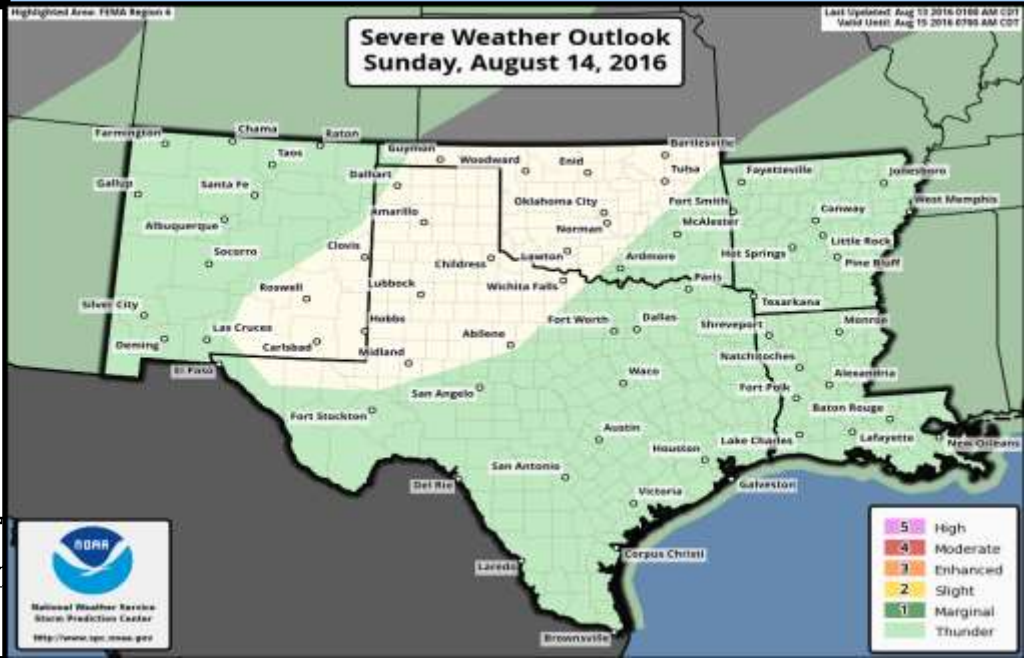 Highlighted Area: FEMA Region 6
Last Updated: Aug 13 2016 0100 AM CDT
Valid Until: Aug 15 2016 0700 AM CDT
Severe Weather Outlook
Sunday, August 14, 2016
Farmington
Chama
Raton
Taos
Guymon
Woodward
Enid
Bartlesville
Tulsa
Fayetteville
Jonesboro
Gallup
Santa Fe
Dalhart
Oklahoma City
Fort Smith
West Memphis
Albuquerque
Amarillo
Norman
McAlester
Conway
Socorro
Clovis
Childress
Lawton
Ardmore
Hot Springs
Little Rock
Pine Bluff
Roswell
Lubbock
Wichita Falls
Paris
Texarkana
Silver City
Las Cruces
Hobbs
Abilene
Fort Worth
Dallas
Shreveport
Monroe
Deming
Carlsbad
Midland
Natchitoches
El Paso
San Angelo
Waco
Fort Polk
Alexandria
Fort Stockton
Baton Rouge
Austin
Houston
Lake Charles
Lafayette
New Orleans
San Antonio
Del Rio
Victoria
Galveston
Laredo
Corpus Christi
Brownsville
NOAA
National Weather Service
Storm Prediction Center
http://www.spc.noaa.gov
5 High
4 Moderate
3 Enhanced
2 Slight
1 Marginal
Thunder